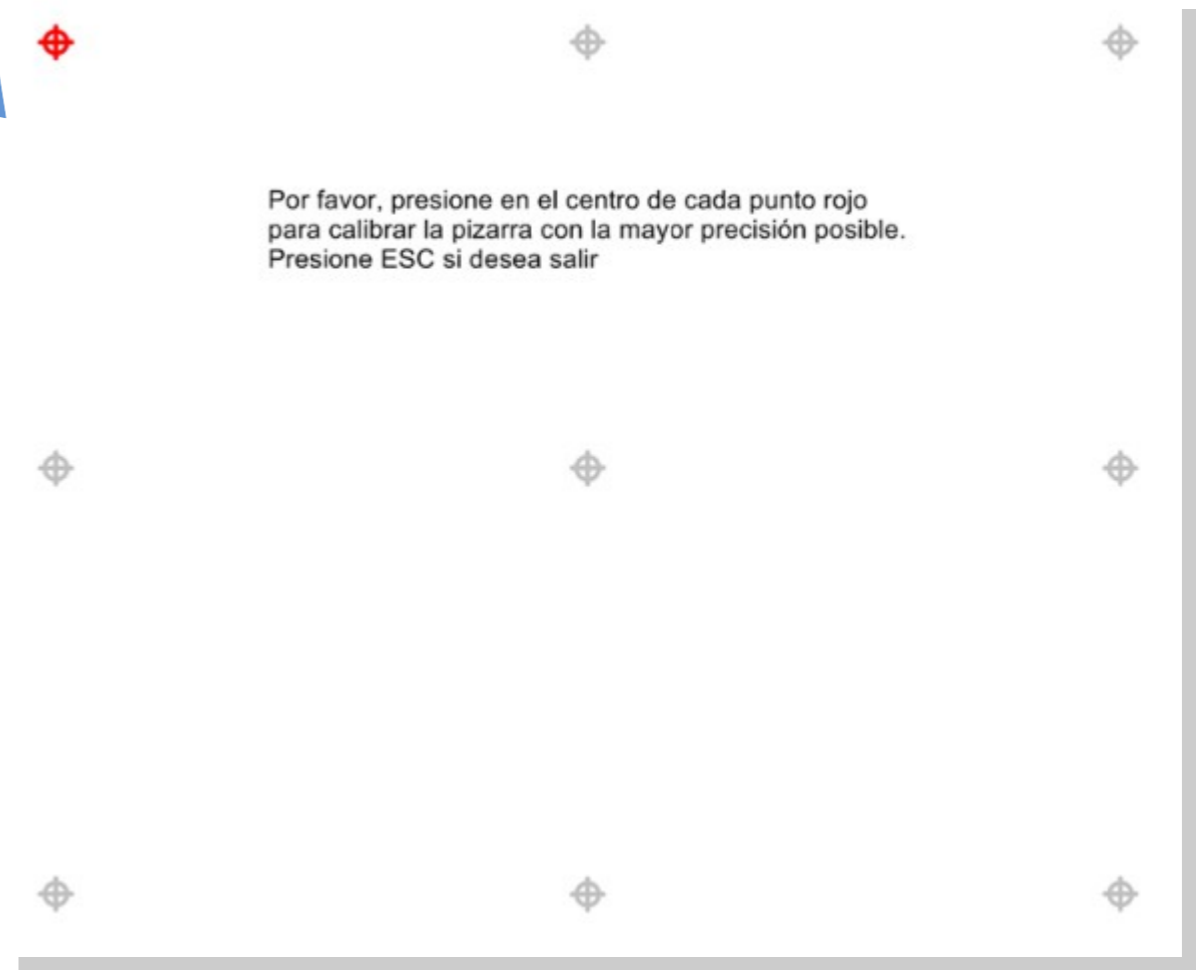 Por favor, presione en el centro de cada punto rojo
para calibrar la pizarra con la mayor precisión posible.
Presione ESC si desea salir